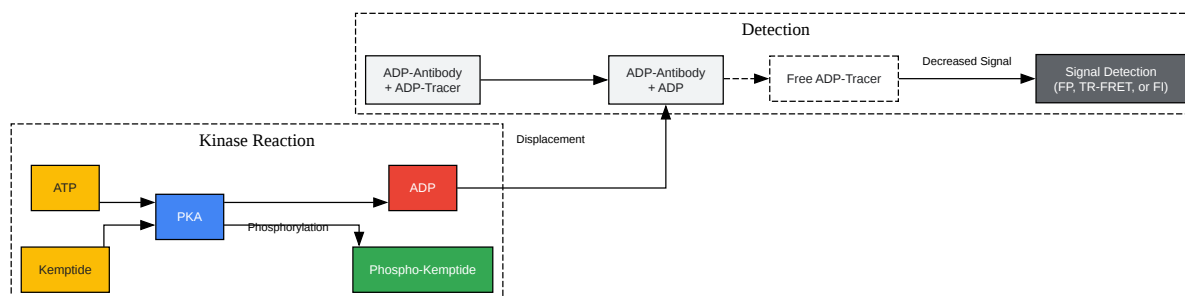 Detection
ADP-Antibody
+ ADP-Tracer
ADP-Antibody
+ ADP
Free ADP-Tracer
Decreased Signal
Signal Detection
(FP, TR-FRET, or FI)
Displacement
Kinase Reaction
ATP
PKA
ADP
Phosphorylation
Kemptide
Phospho-Kemptide